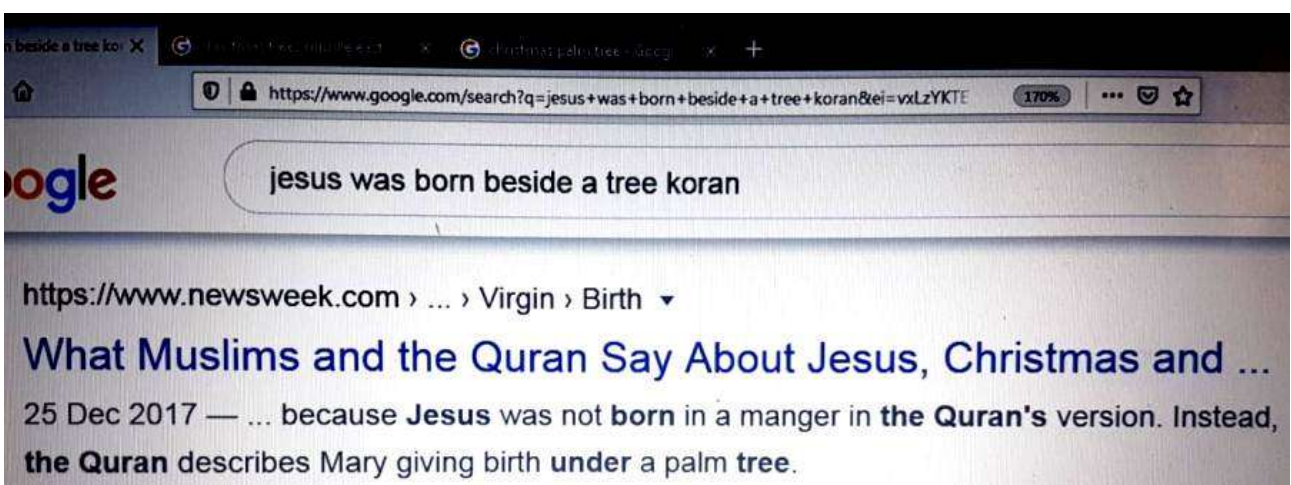 beside a tree kor
christmas palm tree
https://www.google.com/search?q=jesus+was+born+beside+a+tree+koran&ei=vxLzYKTE 170%
ogle
jesus was born beside a tree koran
https://www.newsweek.com › ... › Virgin › Birth
What Muslims and the Quran Say About Jesus, Christmas and ...
25 Dec 2017 — ... because Jesus was not born in a manger in the Quran's version. Instead,
the Quran describes Mary giving birth under a palm tree.